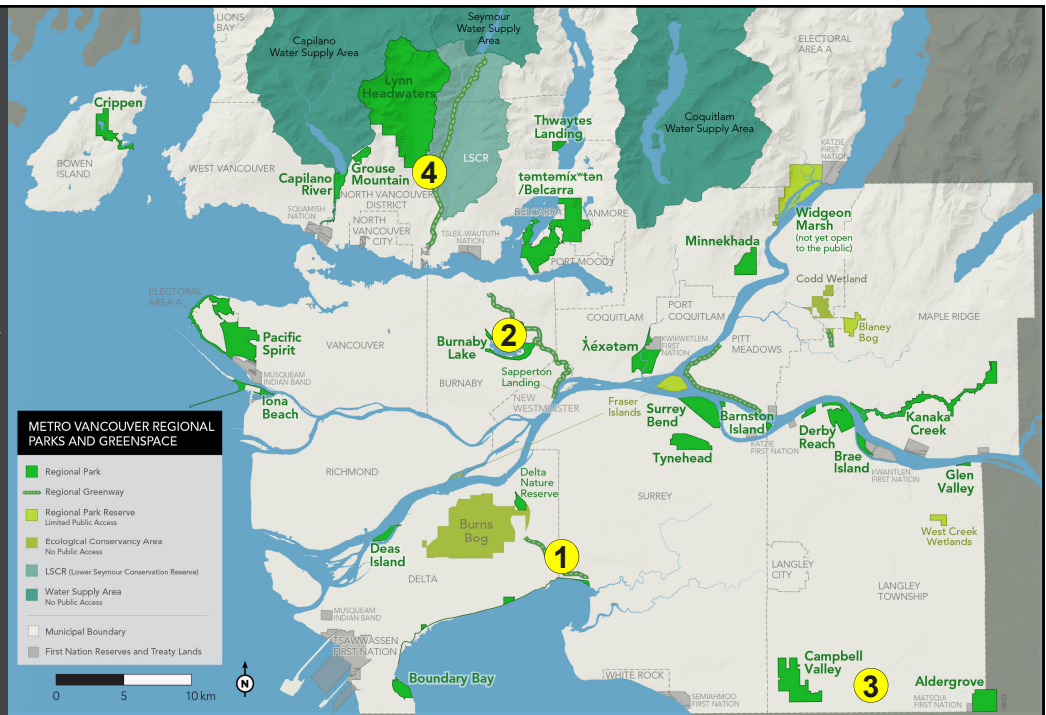 LIONS
BAY
Capilano
Water Supply Area
Seymour
Water Supply
Area
ELECTORAL
AREA A
Crippen
BOWEN
ISLAND
WEST VANCOUVER
Lynn
Headwaters
LSCR
Thwaytes
Landing
Coquitlam
Water Supply Area
KATZIE
FIRST
NATION
Capilano
River
Grouse
Mountain
4
NORTH VANCOUVER
DISTRICT
SQUAMISH
NATION
NORTH
VANCOUVER
CITY
TSLEIL-WAUTUTH
NATION
təmtəmíxʷtən
/Belcarra
BELCARRA
ANMORE
PORT MOODY
Minnekhada
Widgeon
Marsh
(not yet open
to the public)
Codd Wetland
ELECTORAL
AREA A
Pacific
Spirit
VANCOUVER
MUSQUEAM
INDIAN BAND
Iona
Beach
Burnaby
Lake
2
BURNABY
Sapperton
Landing
NEW
WESTMINSTER
COQUITLAM
PORT
COQUITLAM
ƛ̓éxətəm
KWIKWETLEM
FIRST
NATION
PITT
MEADOWS
Blaney
Bog
MAPLE RIDGE
Fraser
Islands
Surrey
Bend
Tynehead
Barnston
Island
KATZIE
FIRST NATION
Derby
Reach
Brae
Island
Kanaka
Creek
KWANTLEN
FIRST NATION
Glen
Valley
West Creek
Wetlands
METRO VANCOUVER REGIONAL
PARKS AND GREENSPACE
Regional Park
Regional Greenway
Regional Park Reserve
Limited Public Access
Ecological Conservancy Area
No Public Access
LSCR (Lower Seymour Conservation Reserve)
Water Supply Area
No Public Access
Municipal Boundary
First Nation Reserves and Treaty Lands
0 5 10 km
N
RICHMOND
Delta
Nature
Reserve
Burns
Bog
Deas
Island
DELTA
1
SURREY
LANGLEY
CITY
LANGLEY
TOWNSHIP
MUSQUEAM
INDIAN BAND
TSAWWASSEN
FIRST NATION
Boundary Bay
WHITE ROCK
SEMIAHMOO
FIRST NATION
Campbell
Valley
3
Aldergrove
MATSQUI
FIRST NATION